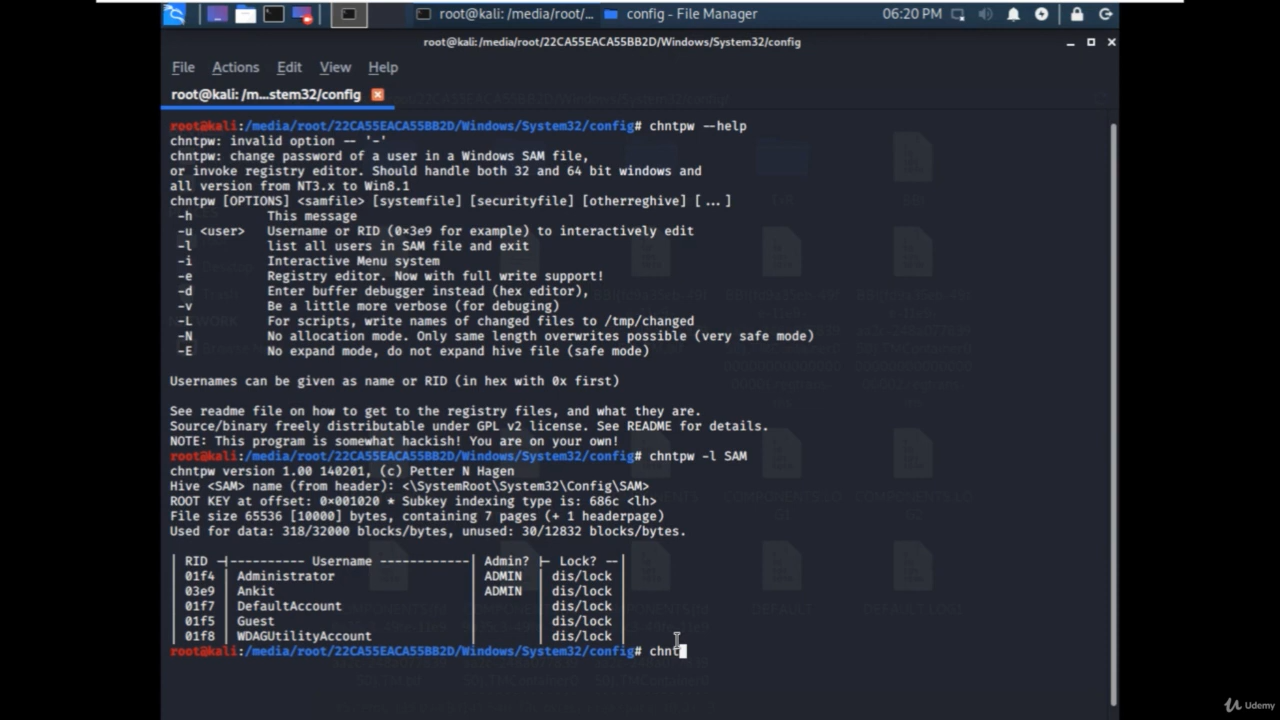 root@kali: /media/root/... config - File Manager 06:20 PM
root@kali: /media/root/22CA55EACA55BB2D/Windows/System32/config
File Actions Edit View Help
root@kali: /m...stem32/config
root@kali:/media/root/22CA55EACA55BB2D/Windows/System32/config# chntpw --help
chntpw: invalid option -- '-'
chntpw: change password of a user in a Windows SAM file,
or invoke registry editor. Should handle both 32 and 64 bit windows and
all version from NT3.x to Win8.1
chntpw [OPTIONS] <samfile> [systemfile] [securityfile] [otherreghive] [...]
-h This message
-u <user> Username or RID (0×3e9 for example) to interactively edit
-l list all users in SAM file and exit
-i Interactive Menu system
-e Registry editor. Now with full write support!
-d Enter buffer debugger instead (hex editor),
-v Be a little more verbose (for debuging)
-L For scripts, write names of changed files to /tmp/changed
-N No allocation mode. Only same length overwrites possible (very safe mode)
-E No expand mode, do not expand hive file (safe mode)
Usernames can be given as name or RID (in hex with 0x first)
See readme file on how to get to the registry files, and what they are.
Source/binary freely distributable under GPL v2 license. See README for details.
NOTE: This program is somewhat hackish! You are on your own!
root@kali:/media/root/22CA55EACA55BB2D/Windows/System32/config# chntpw -l SAM
chntpw version 1.00 140201, (c) Petter N Hagen
Hive <SAM> name (from header): <\SystemRoot\System32\Config\SAM>
ROOT KEY at offset: 0×001020 * Subkey indexing type is: 686c <lh>
File size 65536 [10000] bytes, containing 7 pages (+ 1 headerpage)
Used for data: 318/32000 blocks/bytes, unused: 30/12832 blocks/bytes.
| RID -|---------- Username ------------| Admin? |- Lock? --|
| 01f4 | Administrator | ADMIN | dis/lock |
| 03e9 | Ankit | ADMIN | dis/lock |
| 01f7 | DefaultAccount | | dis/lock |
| 01f5 | Guest | | dis/lock |
| 01f8 | WDAGUtilityAccount | | dis/lock |
root@kali:/media/root/22CA55EACA55BB2D/Windows/System32/config# chnt
Udemy